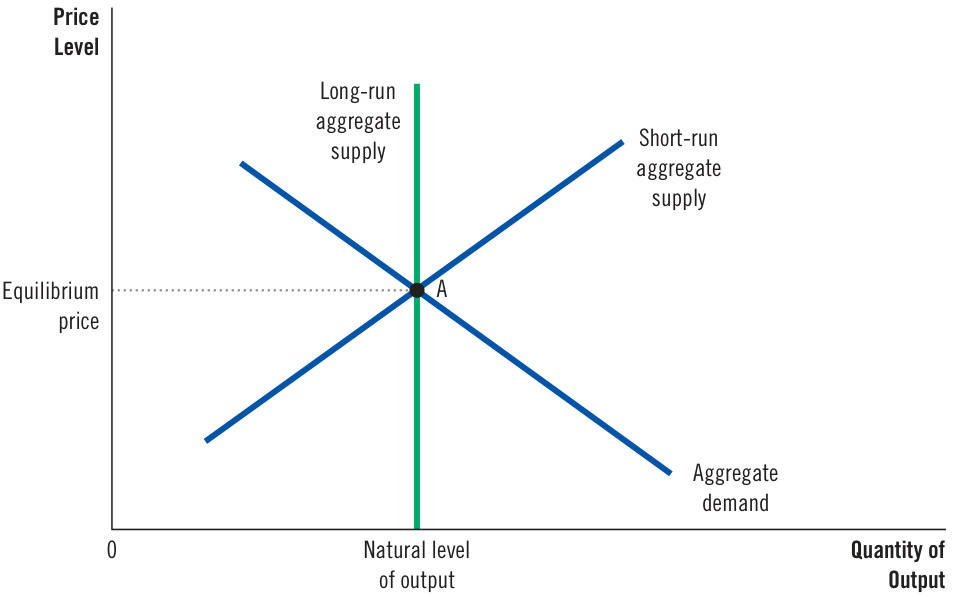 Price
Level
Long-run
aggregate
supply
Short-run
aggregate
supply
Equilibrium
price
A
Aggregate
demand
0
Natural level
of output
Quantity of
Output